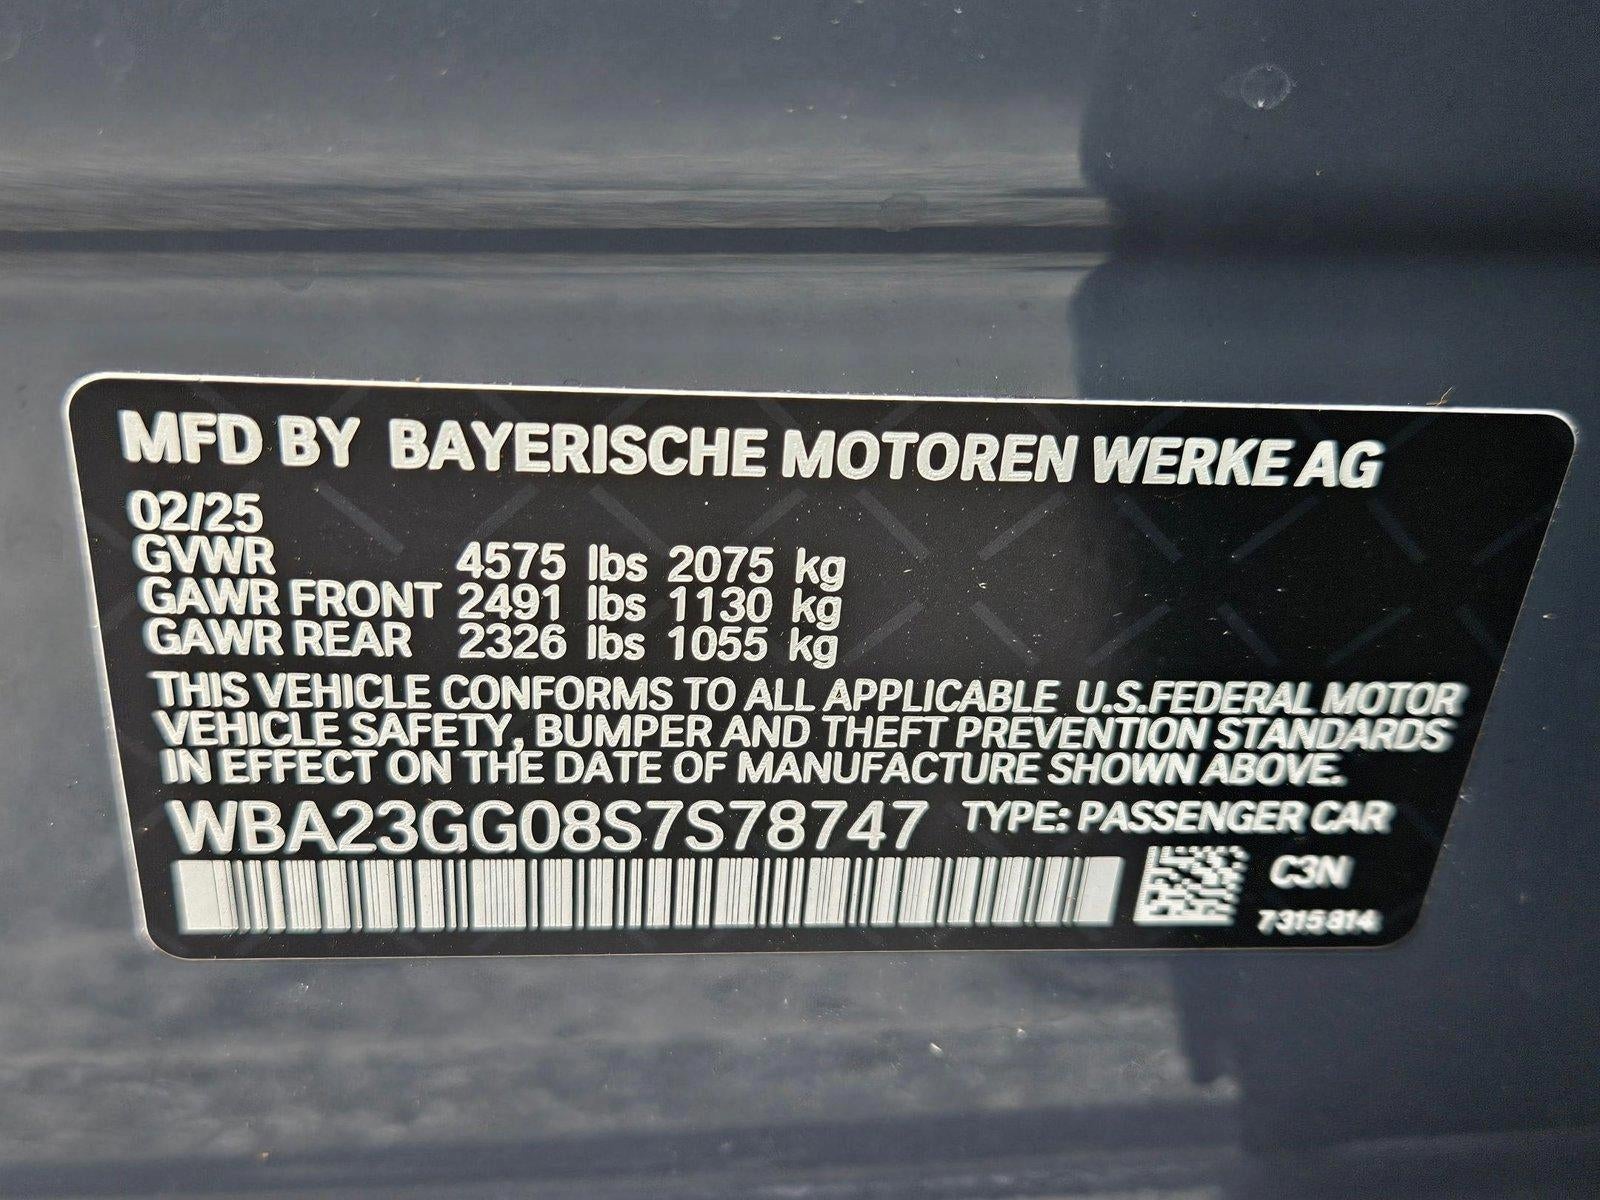 MFD BY BAYERISCHE MOTOREN WERKE AG
02/25
GVWR 4575 lbs 2075 kg
GAWR FRONT 2491 lbs 1130 kg
GAWR REAR 2326 lbs 1055 kg
THIS VEHICLE CONFORMS TO ALL APPLICABLE U.S.FEDERAL MOTOR
VEHICLE SAFETY, BUMPER AND THEFT PREVENTION STANDARDS
IN EFFECT ON THE DATE OF MANUFACTURE SHOWN ABOVE.
WBA23GG08S7S78747 TYPE: PASSENGER CAR
C3N
7315814